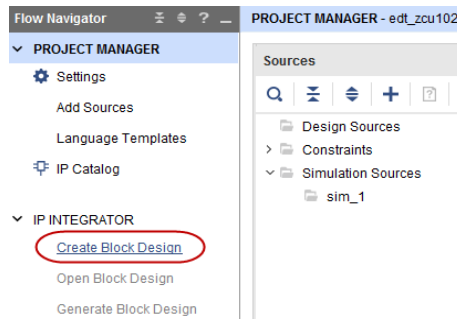 Flow Navigator
PROJECT MANAGER
Settings
Add Sources
Language Templates
IP Catalog
IP INTEGRATOR
Create Block Design
Open Block Design
Generate Block Design
PROJECT MANAGER - edt_zcu102
Sources
Design Sources
Constraints
Simulation Sources
sim_1